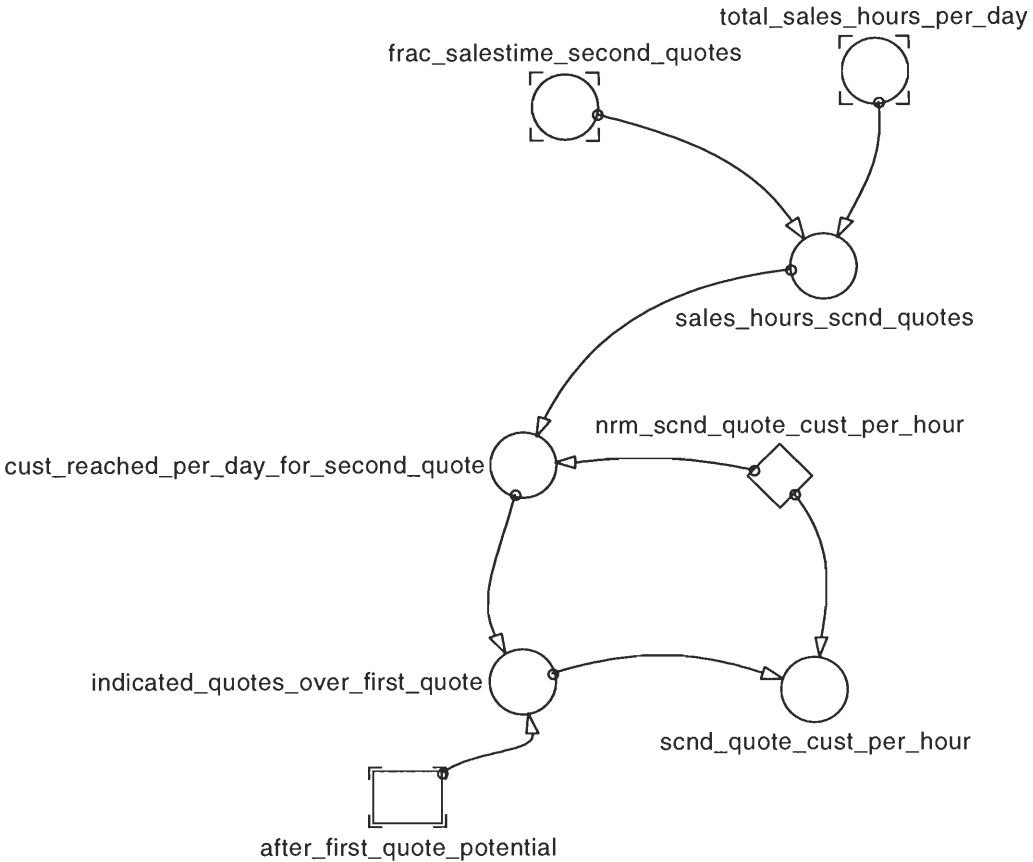 total_sales_hours_per_day
frac_salestime_second_quotes
sales_hours_scnd_quotes
nrm_scnd_quote_cust_per_hour
cust_reached_per_day_for_second_quote
indicated_quotes_over_first_quote
scnd_quote_cust_per_hour
after_first_quote_potential